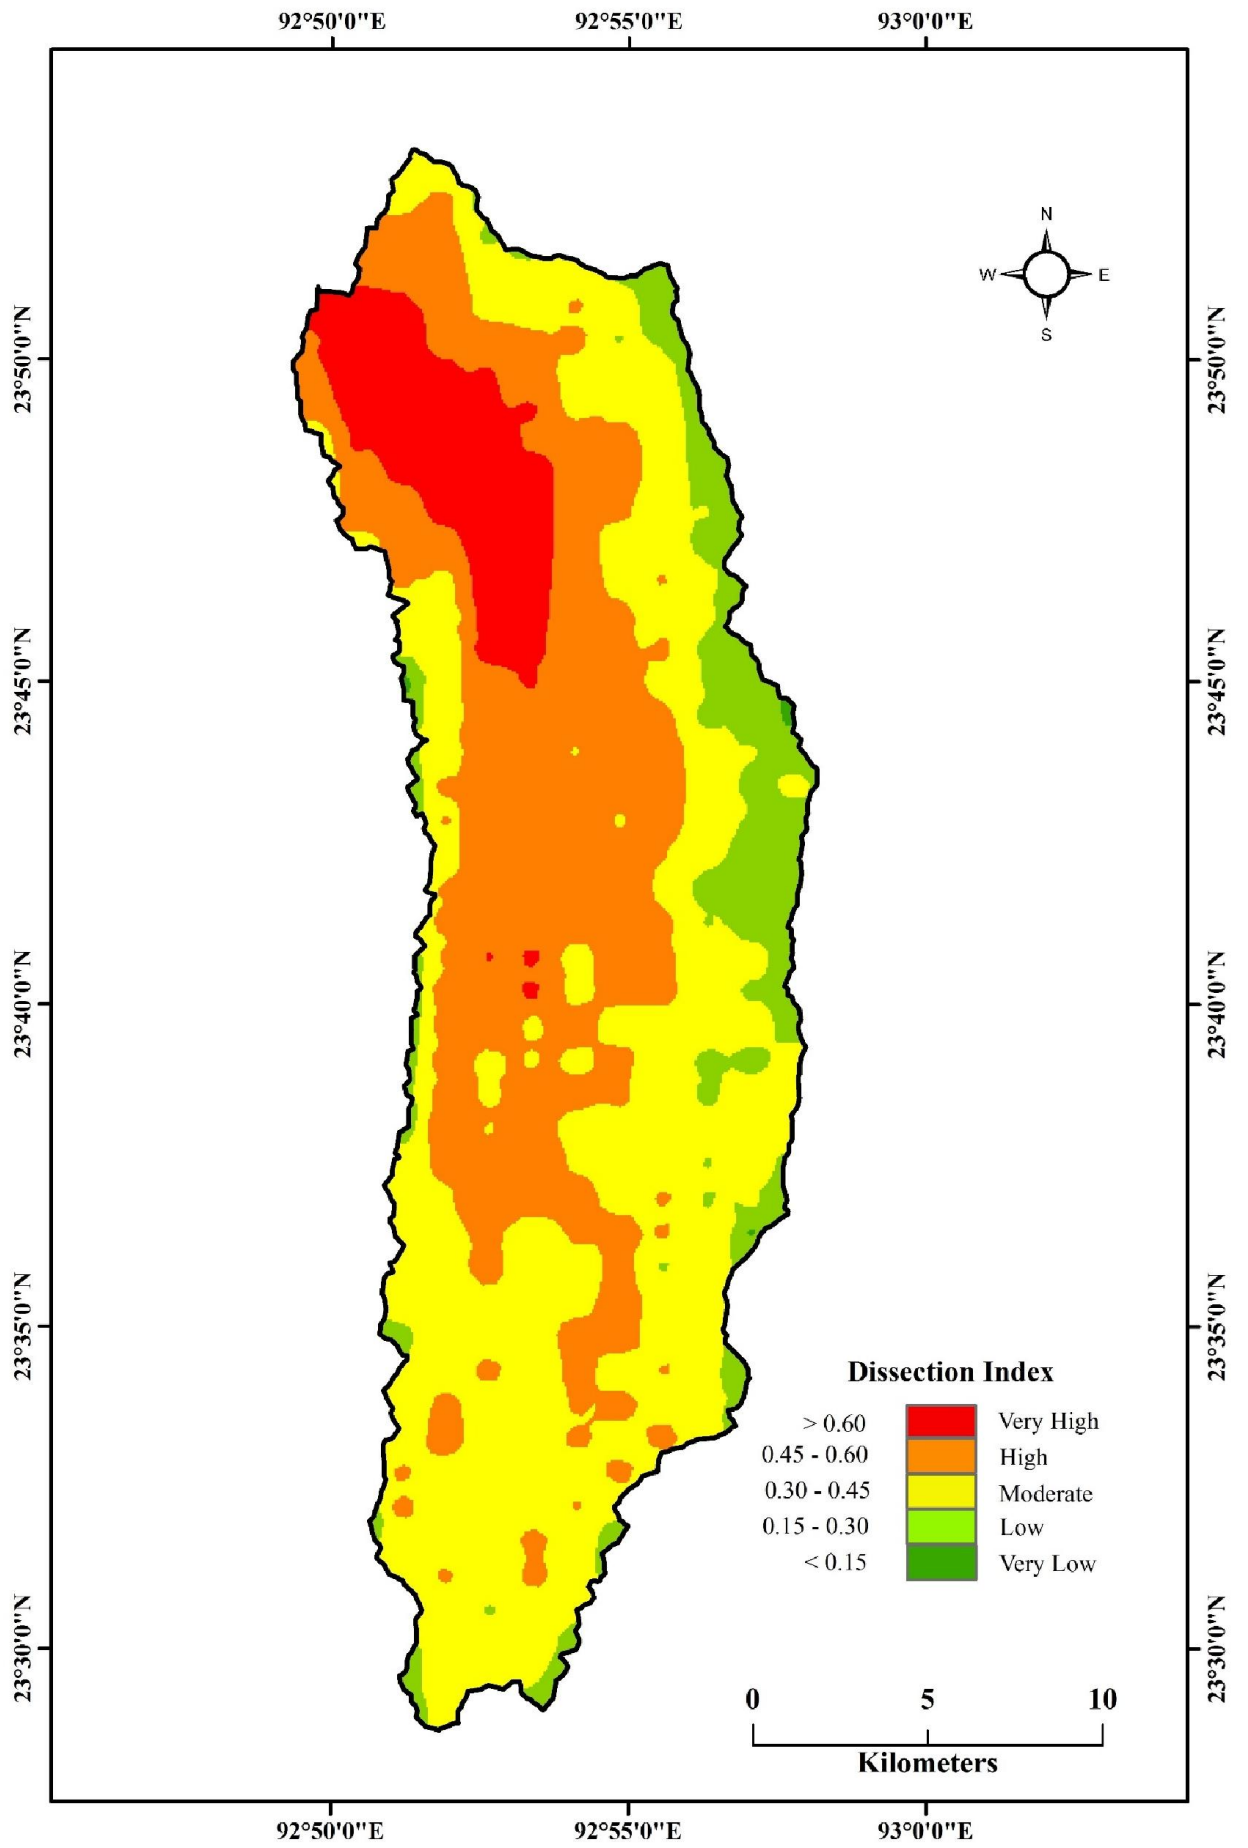 92°50'0"E 92°55'0"E 93°0'0"E
N
W E
S
23°50'0"N 23°50'0"N
23°45'0"N 23°45'0"N
23°40'0"N 23°40'0"N
23°35'0"N 23°35'0"N
Dissection Index
> 0.60 Very High
0.45 - 0.60 High
0.30 - 0.45 Moderate
0.15 - 0.30 Low
< 0.15 Very Low
23°30'0"N 23°30'0"N
0 5 10
Kilometers
92°50'0"E 92°55'0"E 93°0'0"E